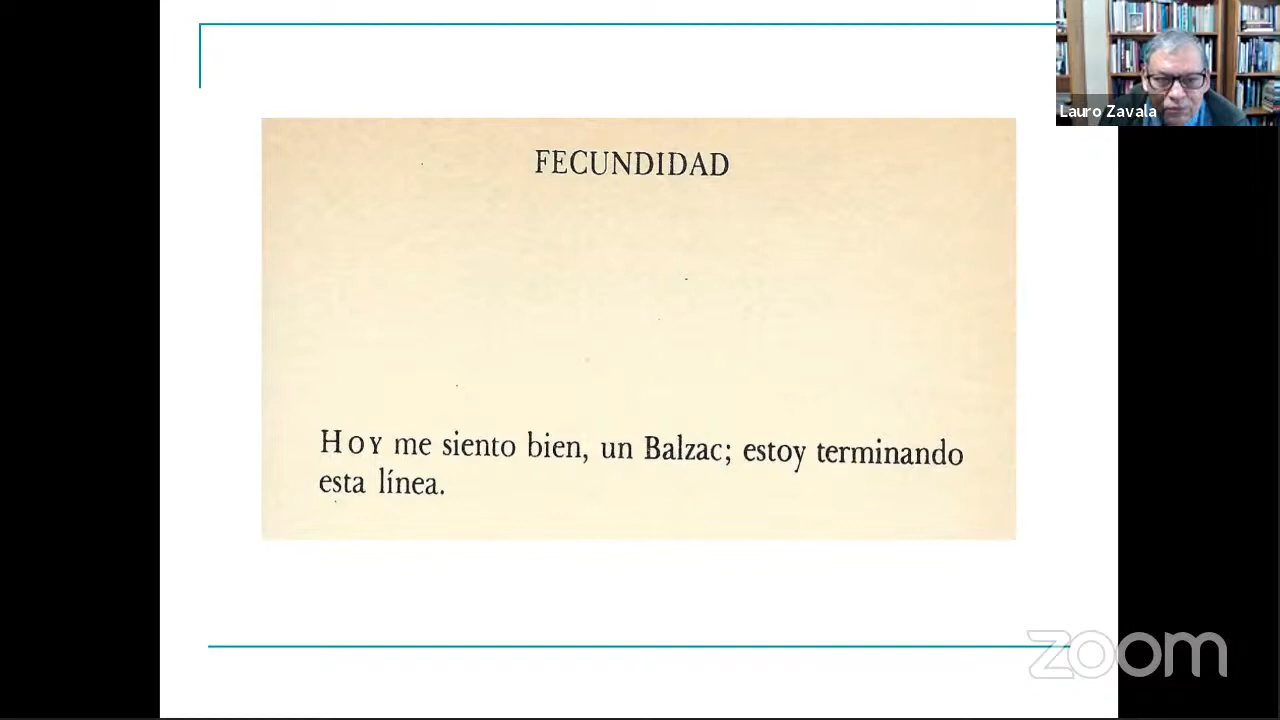 Lauro Zavala
FECUNDIDAD
HOY me siento bien, un Balzac; estoy terminando
esta línea.
zoom